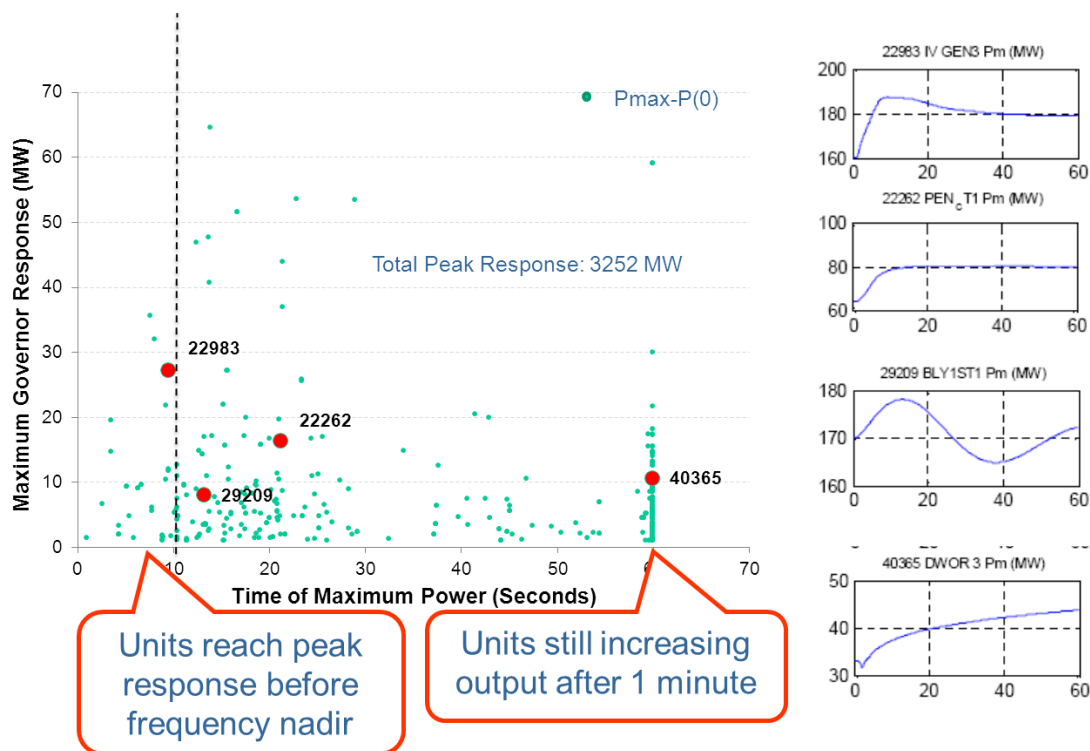 70
60
50
40
30
20
10
0
Maximum Governor Response (MW)
Pmax-P(0)
Total Peak Response: 3252 MW
22983
22262
29209
40365
0 10 20 30 40 50 60 70
Time of Maximum Power (Seconds)
Units reach peak
response before
frequency nadir
Units still increasing
output after 1 minute
22983 IV GEN3 Pm (MW)
200
180
160
0 20 40 60
22262 PEN_CT1 Pm (MW)
100
80
60
0 20 40 60
29209 BLY1ST1 Pm (MW)
180
170
160
0 20 40 60
40365 DWOR 3 Pm (MW)
50
40
30
0 20 40 60